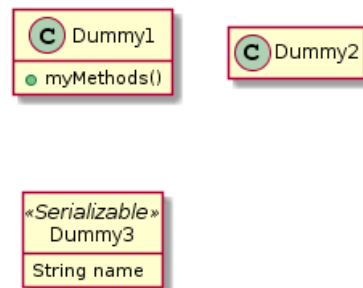 C Dummy1
myMethods()
C Dummy2
«Serializable»
Dummy3
String name